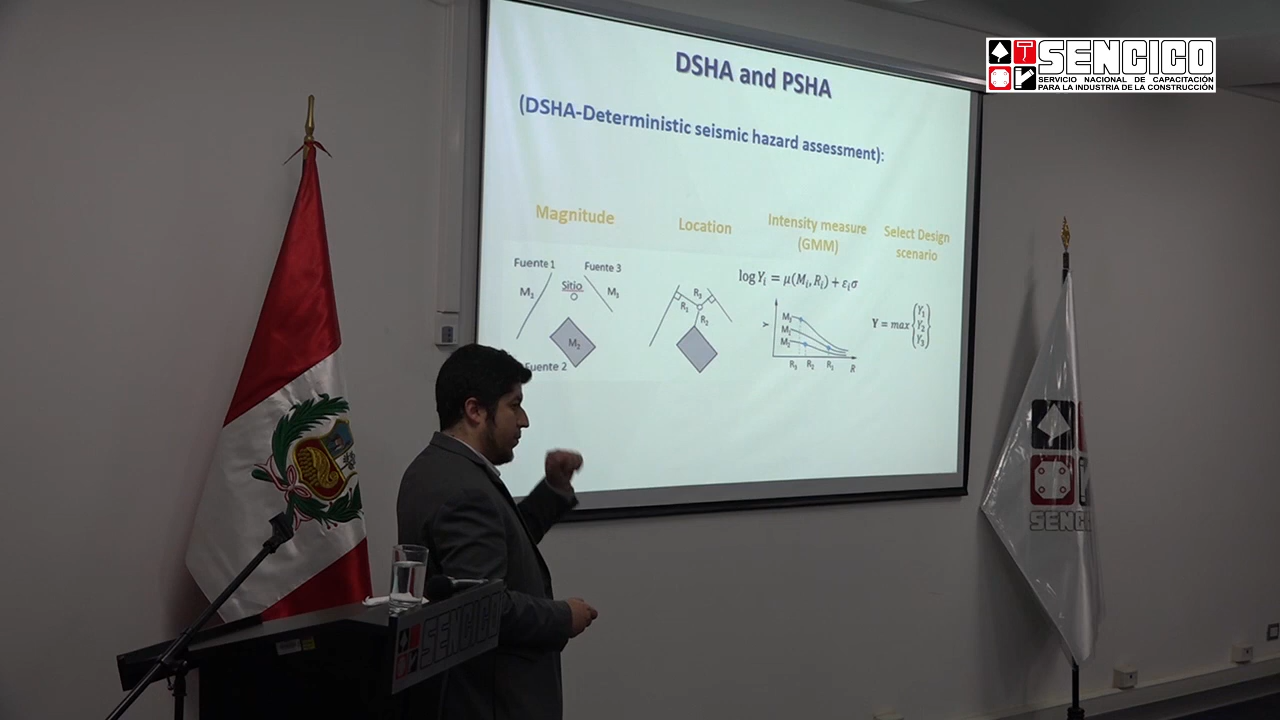 SENCICO
SERVICIO NACIONAL DE CAPACITACIÓN
PARA LA INDUSTRIA DE LA CONSTRUCCIÓN
DSHA and PSHA
(DSHA-Deterministic seismic hazard assessment):
Magnitude
Location
Intensity measure
(GMM)
Select Design
scenario
Fuente 1
Fuente 3
Sitio
M₁
M₃
M₂
Fuente 2
R₃
R₁
R₂
log Yᵢ = μ(Mᵢ, Rᵢ) + εᵢσ
Y
M₃
M₁
M₂
R₃ R₂ R₁ R
Y = max { Y₁ Y₂ Y₃ }
SENCICO
SENCIC